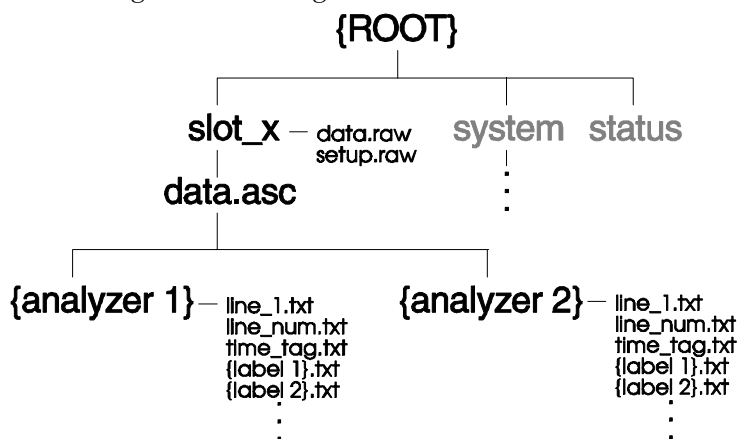 {ROOT}
slot_x
data.raw
setup.raw
system
status
data.asc
{analyzer 1}
line_1.txt
line_num.txt
time_tag.txt
{label 1}.txt
{label 2}.txt
{analyzer 2}
line_1.txt
line_num.txt
time_tag.txt
{label 1}.txt
{label 2}.txt